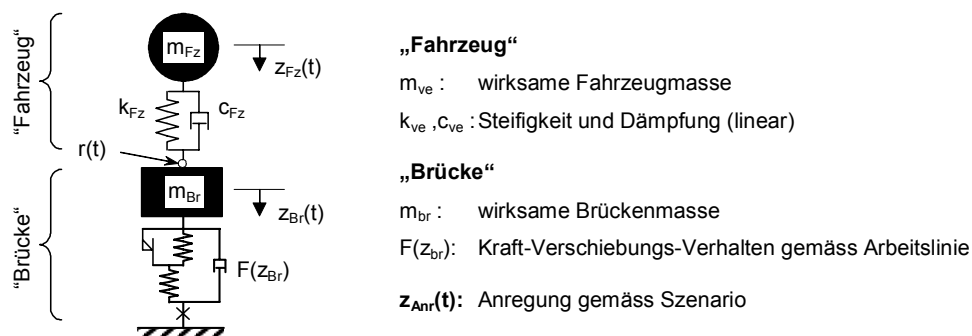 “Fahrzeug“
m_Fz
z_Fz(t)
k_Fz
c_Fz
r(t)
“Brücke“
m_Br
z_Br(t)
F(z_Br)
„Fahrzeug“
m_ve : wirksame Fahrzeugmasse
k_ve ,c_ve : Steifigkeit und Dämpfung (linear)
„Brücke“
m_br : wirksame Brückenmasse
F(z_br): Kraft-Verschiebungs-Verhalten gemäss Arbeitslinie
z_Anr(t): Anregung gemäss Szenario